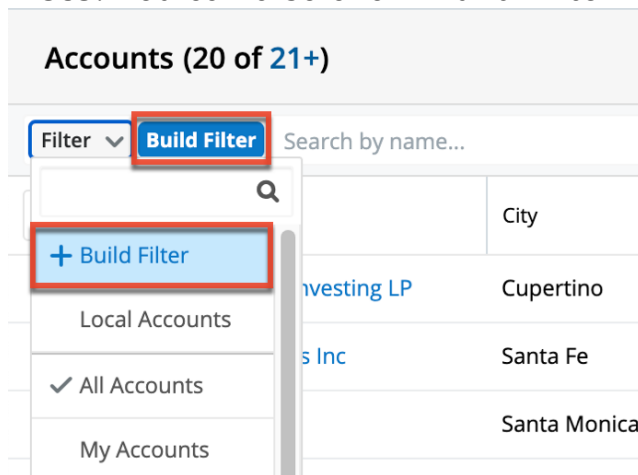 Accounts (20 of 21+)
Filter Build Filter Search by name...
City
+ Build Filter
nvesting LP Cupertino
Local Accounts
s Inc Santa Fe
All Accounts
Santa Monica
My Accounts